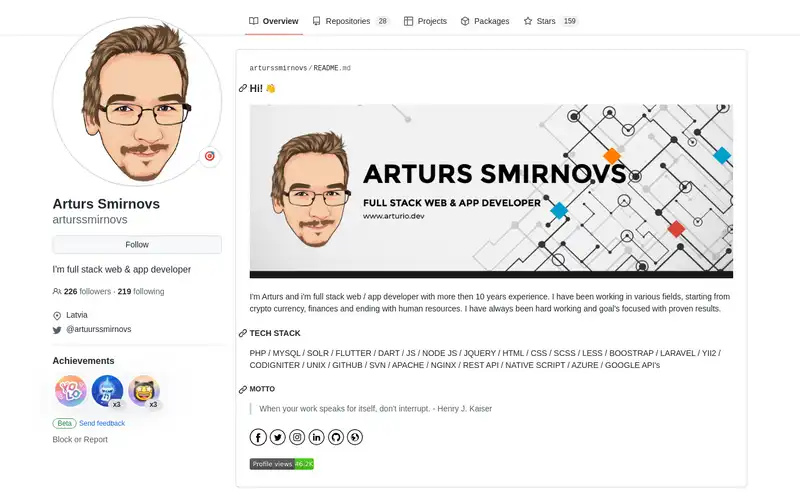 Overview
Repositories 28
Projects
Packages
Stars 159
Arturs Smirnovs
arturssmirnovs
Follow
I'm full stack web & app developer
226 followers · 219 following
Latvia
@artuurssmirnovs
Achievements
YOLO
x3
x3
Beta Send feedback
Block or Report
arturssmirnovs/README.md
Hi! 👋
ARTURS SMIRNOVS
FULL STACK WEB & APP DEVELOPER
www.arturio.dev
I'm Arturs and i'm full stack web / app developer with more then 10 years experience. I have been working in various fields, starting from
crypto currency, finances and ending with human resources. I have always been hard working and goal's focused with proven results.
TECH STACK
PHP / MYSQL / SOLR / FLUTTER / DART / JS / NODE JS / JQUERY / HTML / CSS / SCSS / LESS / BOOSTRAP / LARAVEL / YII2 /
CODIGNITER / UNIX / GITHUB / SVN / APACHE / NGINX / REST API / NATIVE SCRIPT / AZURE / GOOGLE API's
MOTTO
When your work speaks for itself, don't interrupt. - Henry J. Kaiser
Profile views 46.2K